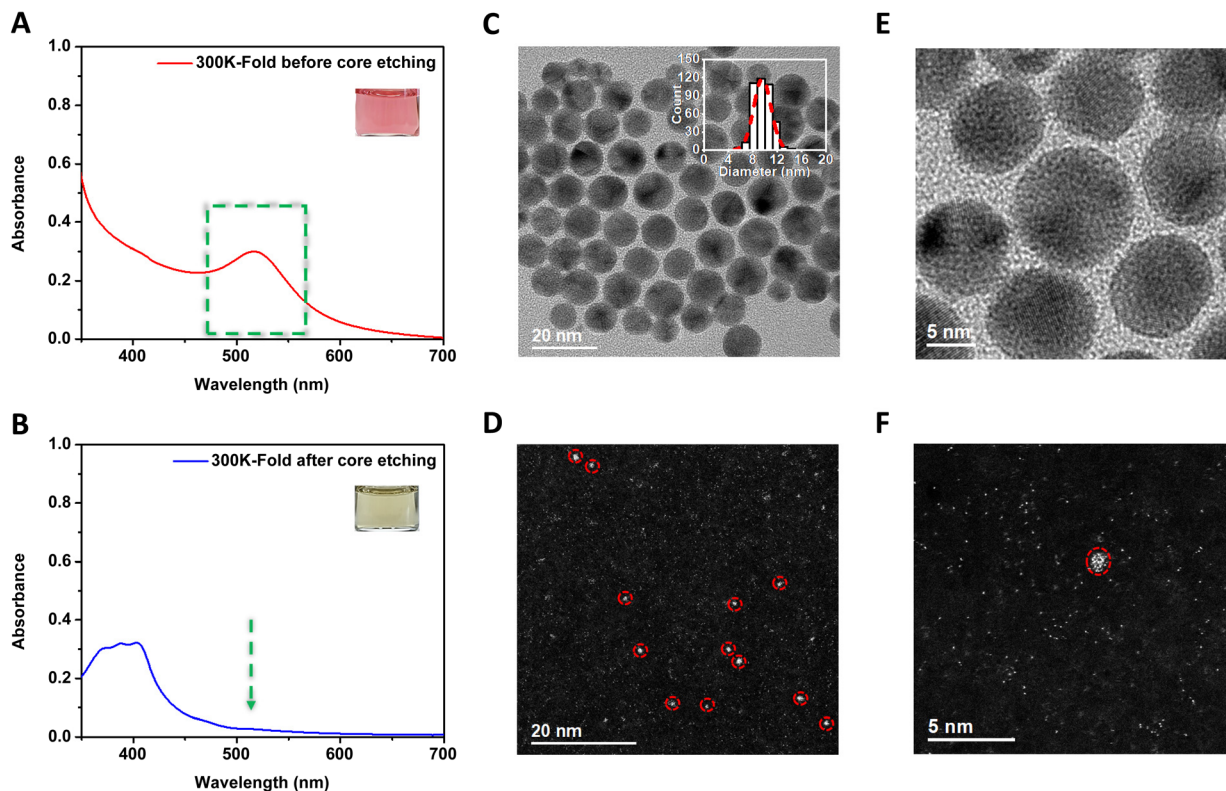 A
1.0
0.8
0.6
0.4
0.2
0.0
Absorbance
300K-Fold before core etching
400
500
600
700
Wavelength (nm)
C
150
120
90
60
30
0
Count
0
4
8
12
16
20
Diameter (nm)
20 nm
E
5 nm
B
1.0
0.8
0.6
0.4
0.2
0.0
Absorbance
300K-Fold after core etching
400
500
600
700
Wavelength (nm)
D
20 nm
F
5 nm